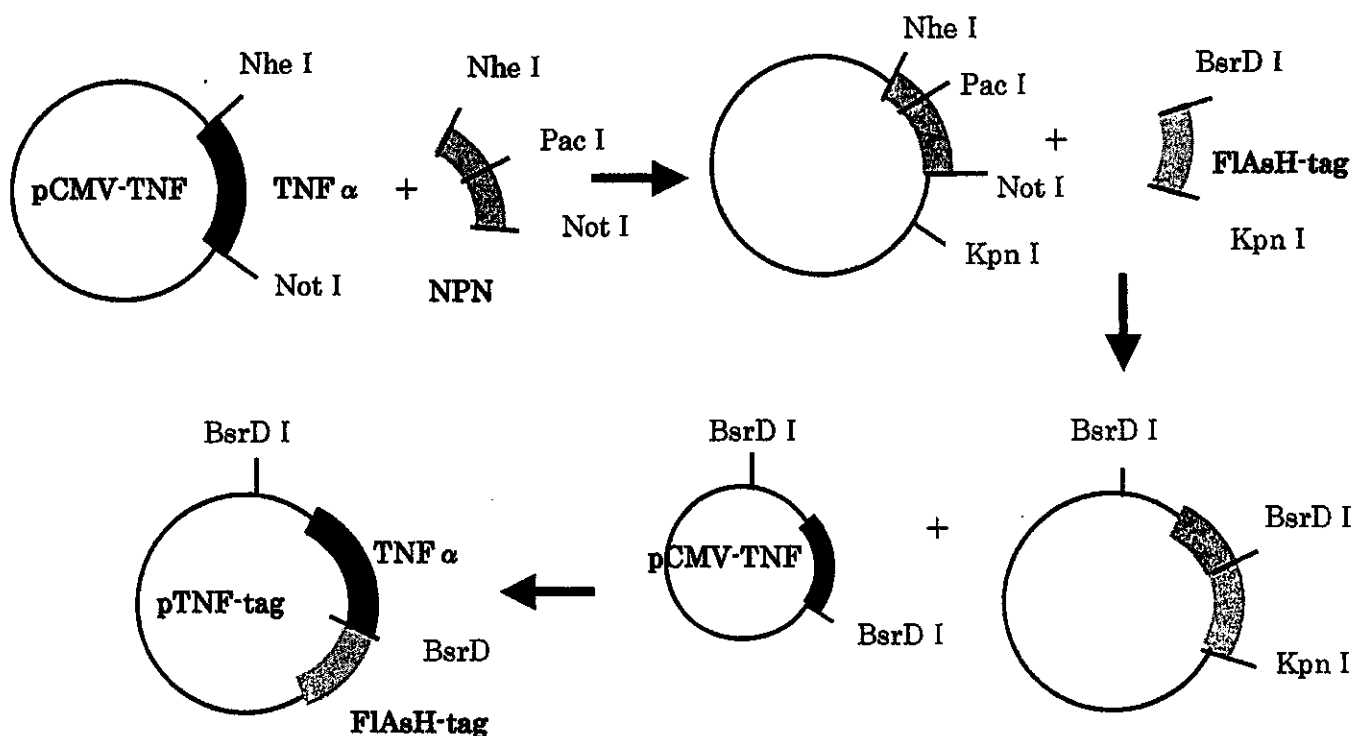 Nhe I
pCMV-TNF
TNF α
Not I
+
Nhe I
Pac I
Not I
NPN
Nhe I
Pac I
Not I
Kpn I
+
BsrD I
FlAsH-tag
Kpn I
BsrD I
TNF α
pTNF-tag
BsrD
FlAsH-tag
BsrD I
pCMV-TNF
BsrD I
+
BsrD I
BsrD I
Kpn I